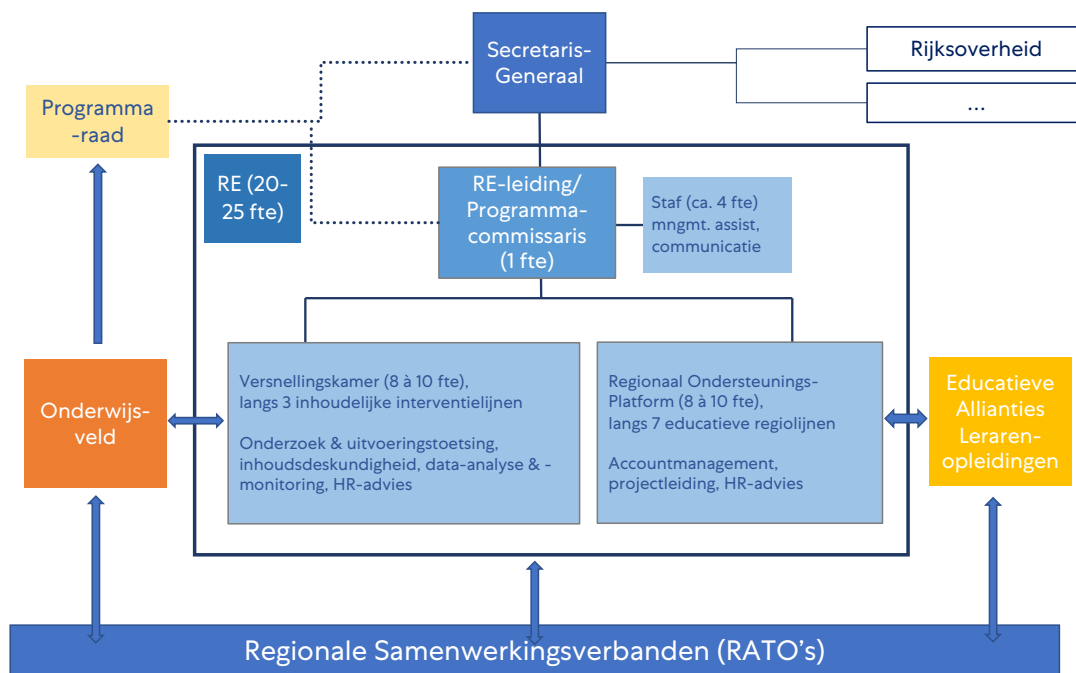 Secretaris-
Generaal
Rijksoverheid
...
Programma
-raad
RE (20-
25 fte)
RE-leiding/
Programma-
commissaris
(1 fte)
Staf (ca. 4 fte)
mngmt. assist,
communicatie
Onderwijs-
veld
Versnellingskamer (8 à 10 fte),
langs 3 inhoudelijke interventielijnen
Onderzoek & uitvoeringstoetsing,
inhoudsdeskundigheid, data-analyse & -
monitoring, HR-advies
Regionaal Ondersteunings-
Platform (8 à 10 fte),
langs 7 educatieve regiolijnen
Accountmanagement,
projectleiding, HR-advies
Educatieve
Allianties
Leraren-
opleidingen
Regionale Samenwerkingsverbanden (RATO's)